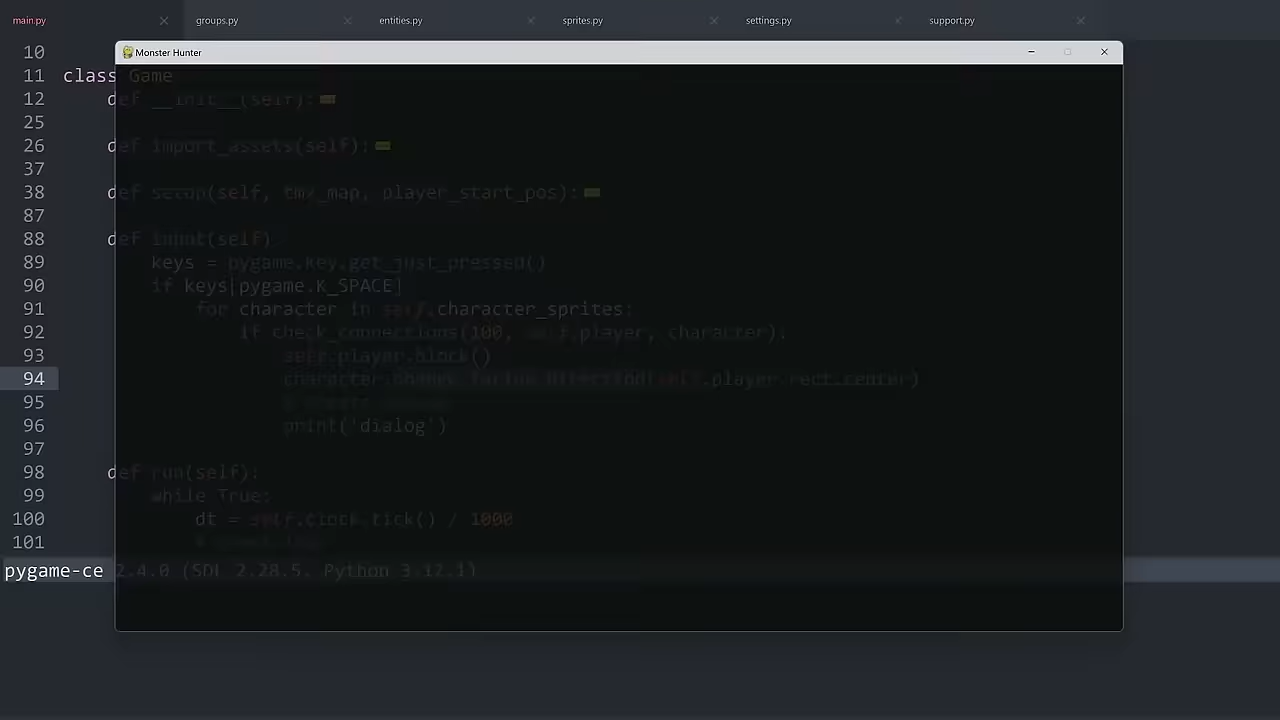 main.py groups.py entities.py sprites.py settings.py support.py
Monster Hunter
10
11 class Game
12 def __init__(self):
25
26 def import_assets(self):
37
38 def setup(self, tmx_map, player_start_pos):
87
88 def input(self):
89 keys = pygame.key.get_just_pressed()
90 if keys[pygame.K_SPACE]
91 for character in self.character_sprites:
92 if check_connections(100, self.player, character):
93 self.player.block()
94 character.change_facing_direction(self.player.rect.center)
95
96 print('dialog')
97
98 def run(self):
99 while True:
100 dt = self.clock.tick() / 1000
101
pygame-ce 2.4.0 (SDL 2.28.5, Python 3.12.1)